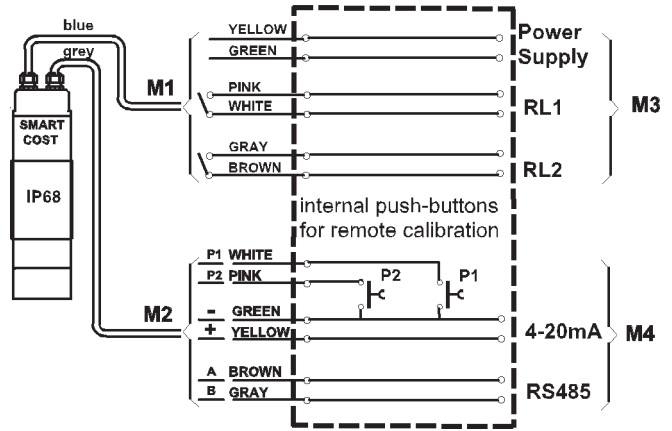 blue
grey
SMART
COST
IP68
M1
YELLOW
GREEN
PINK
WHITE
GRAY
BROWN
Power
Supply
RL1
RL2
M3
internal push-buttons
for remote calibration
M2
P1 WHITE
P2 PINK
- GREEN
+ YELLOW
A BROWN
B GRAY
P2
P1
4-20mA
RS485
M4